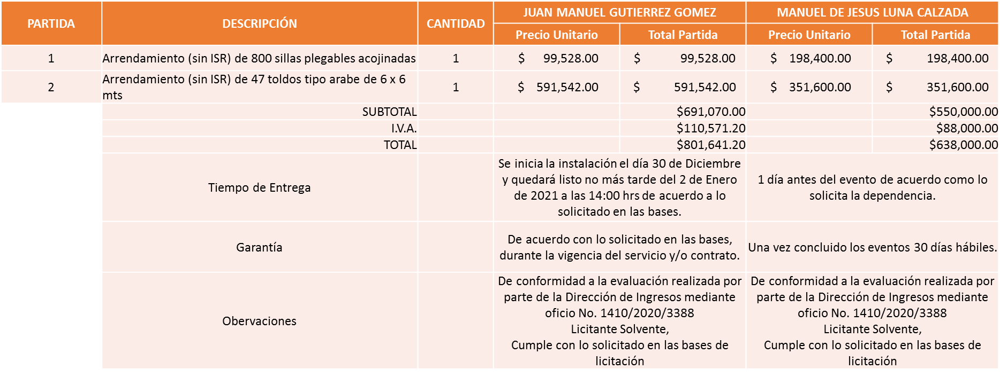 PARTIDA DESCRIPCIÓN CANTIDAD JUAN MANUEL GUTIERREZ GOMEZ MANUEL DE JESUS LUNA CALZADA
Precio Unitario Total Partida Precio Unitario Total Partida
1 Arrendamiento (sin ISR) de 800 sillas plegables acojinadas 1 $ 99,528.00 $ 99,528.00 $ 198,400.00 $ 198,400.00
2 Arrendamiento (sin ISR) de 47 toldos tipo arabe de 6 x 6
mts 1 $ 591,542.00 $ 591,542.00 $ 351,600.00 $ 351,600.00
SUBTOTAL $691,070.00 $550,000.00
I.V.A. $110,571.20 $88,000.00
TOTAL $801,641.20 $638,000.00
Tiempo de Entrega
Se inicia la instalación el día 30 de Diciembre
y quedará listo no más tarde del 2 de Enero
de 2021 a las 14:00 hrs de acuerdo a lo
solicitado en las bases.
1 día antes del evento de acuerdo como lo
solicita la dependencia.
Garantía
De acuerdo con lo solicitado en las bases,
durante la vigencia del servicio y/o contrato.
Una vez concluido los eventos 30 días hábiles.
Obervaciones
De conformidad a la evaluación realizada por
parte de la Dirección de Ingresos mediante
oficio No. 1410/2020/3388
Licitante Solvente,
Cumple con lo solicitado en las bases de
licitación
De conformidad a la evaluación realizada por
parte de la Dirección de Ingresos mediante
oficio No. 1410/2020/3388
Licitante Solvente,
Cumple con lo solicitado en las bases de
licitación